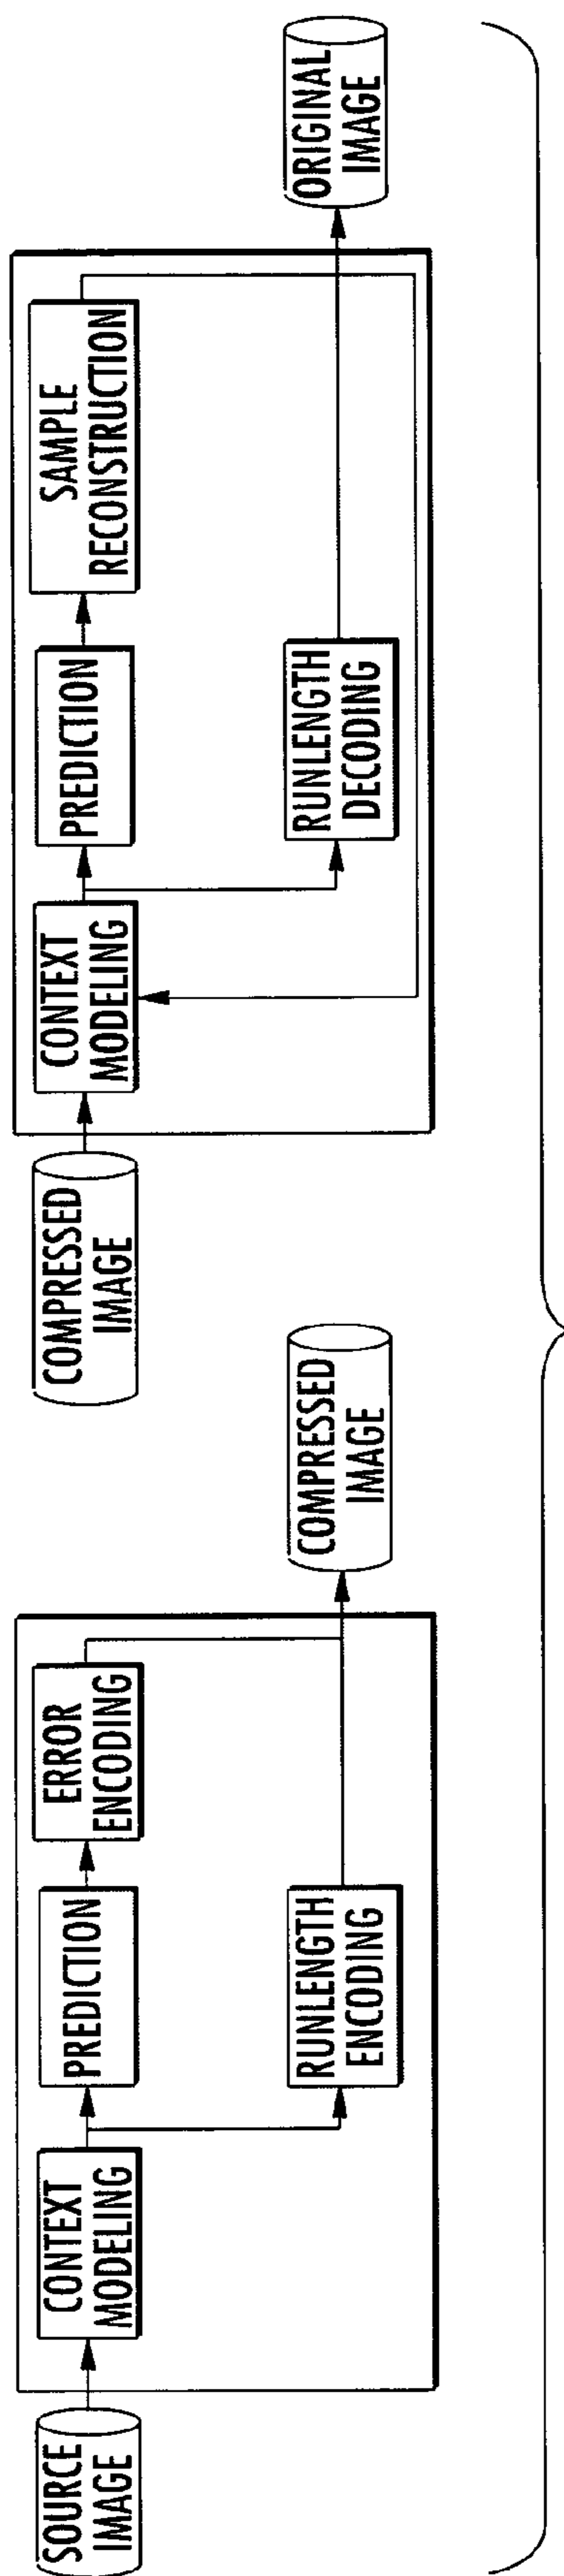 SOURCE
IMAGE
CONTEXT
MODELING
PREDICTION
ERROR
ENCODING
RUNLENGTH
ENCODING
COMPRESSED
IMAGE
COMPRESSED
IMAGE
CONTEXT
MODELING
PREDICTION
SAMPLE
RECONSTRUCTION
RUNLENGTH
DECODING
ORIGINAL
IMAGE